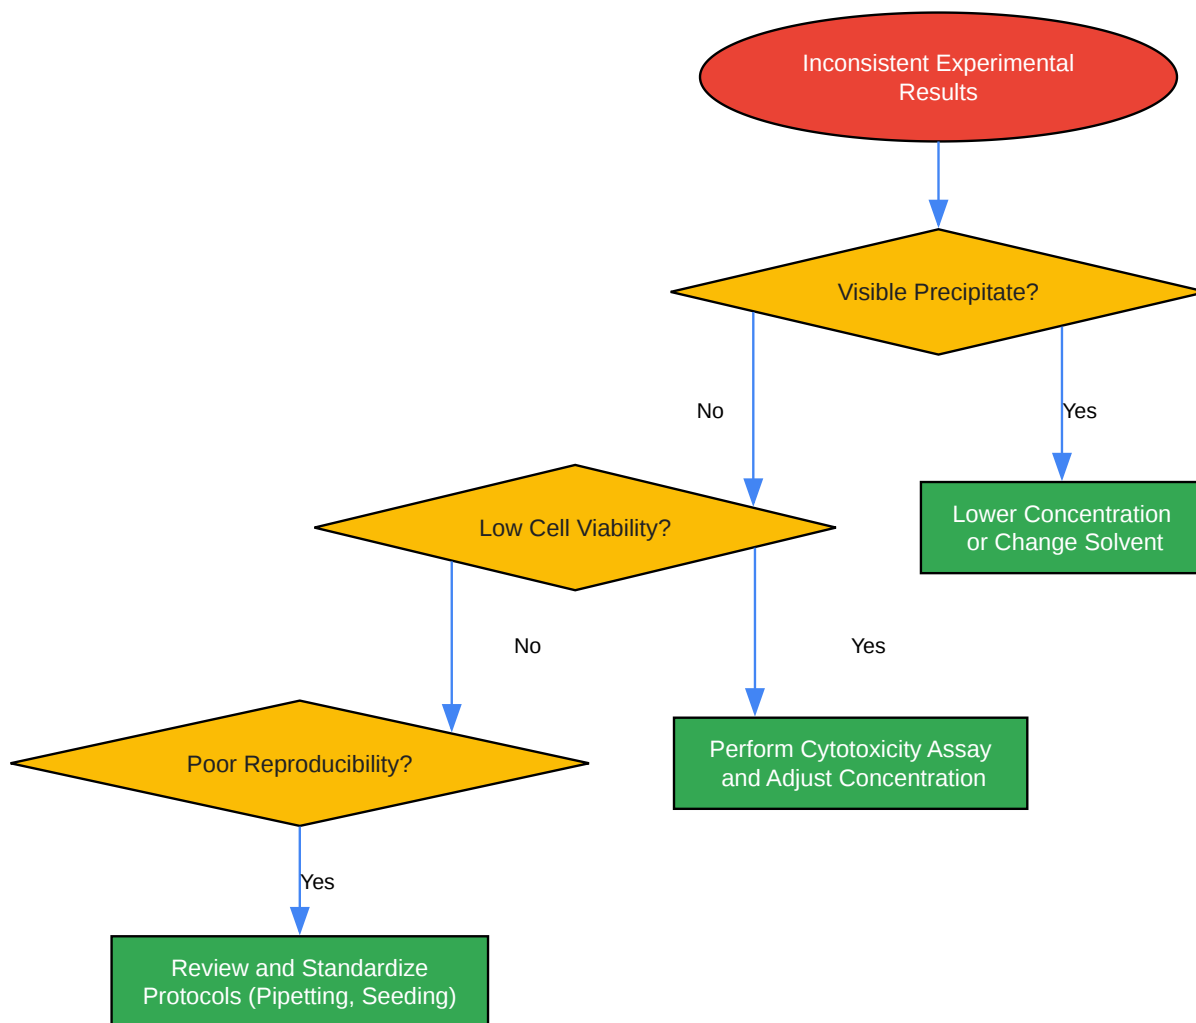 Inconsistent Experimental
Results
Visible Precipitate?
No
Yes
Lower Concentration
or Change Solvent
Low Cell Viability?
No
Yes
Perform Cytotoxicity Assay
and Adjust Concentration
Poor Reproducibility?
Yes
Review and Standardize
Protocols (Pipetting, Seeding)